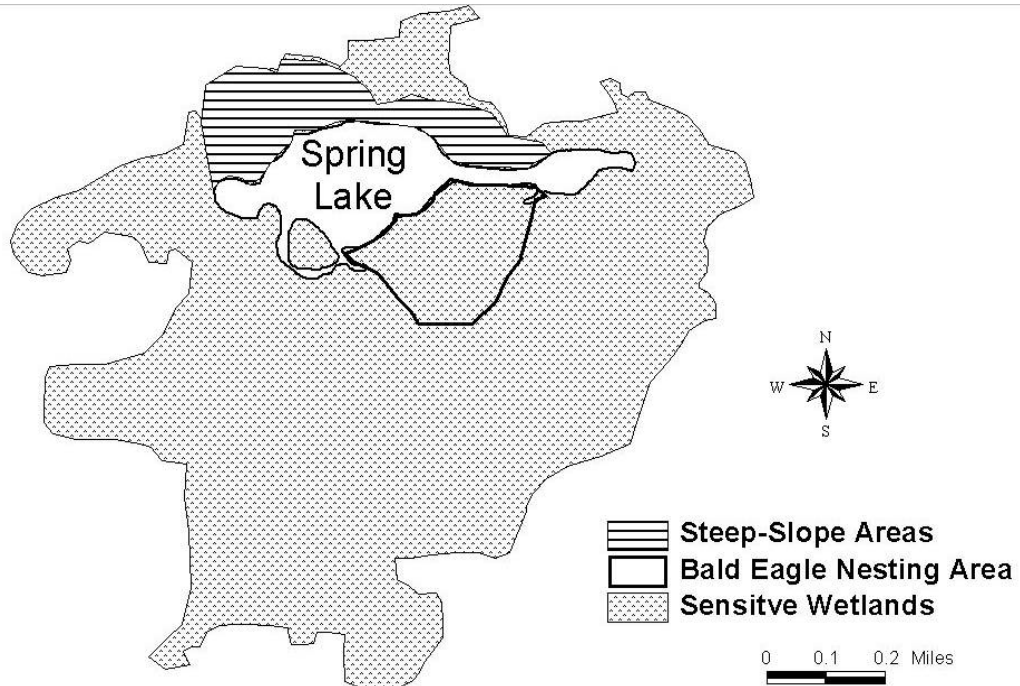 Spring
Lake
N
W E
S
Steep-Slope Areas
Bald Eagle Nesting Area
Sensitve Wetlands
0 0.1 0.2 Miles